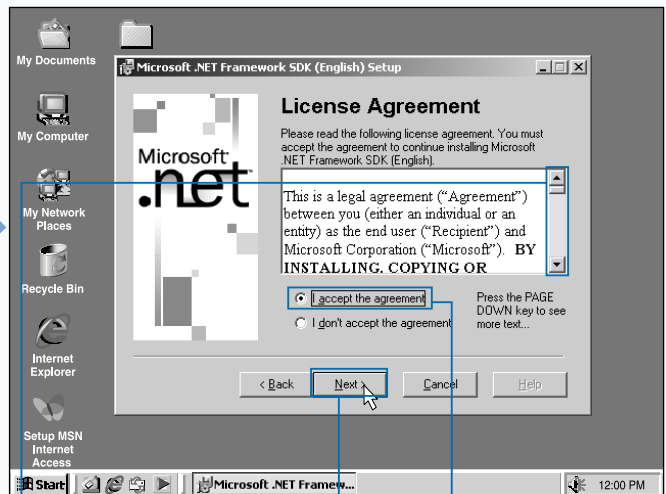 My Documents
My Computer
My Network
Places
Recycle Bin
Internet
Explorer
Setup MSN
Internet
Access
Microsoft .NET Framework SDK (English) Setup
Microsoft
.net
License Agreement
Please read the following license agreement. You must
accept the agreement to continue installing Microsoft
.NET Framework SDK (English).
This is a legal agreement (“Agreement”)
between you (either an individual or an
entity) as the end user (“Recipient”) and
Microsoft Corporation (“Microsoft”). BY
INSTALLING, COPYING OR
I accept the agreement
I don't accept the agreement
Press the PAGE
DOWN key to see
more text...
< Back
Next >
Cancel
Help
Start
Microsoft .NET Framew...
12:00 PM